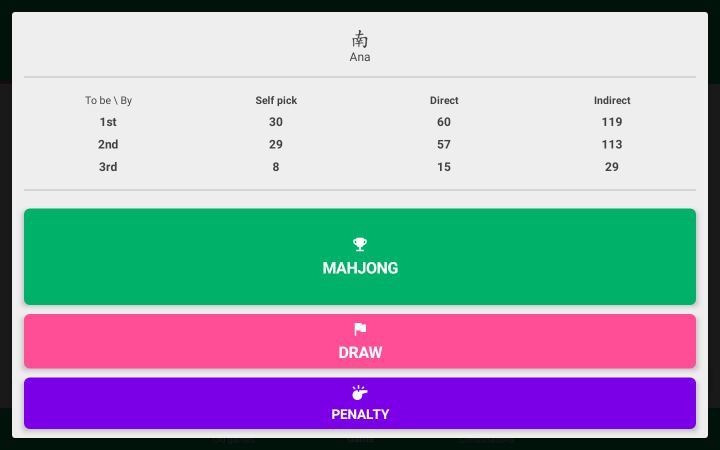 南
Ana
To be \ By Self pick Direct Indirect
1st 30 60 119
2nd 29 57 113
3rd 8 15 29
MAHJONG
DRAW
PENALTY